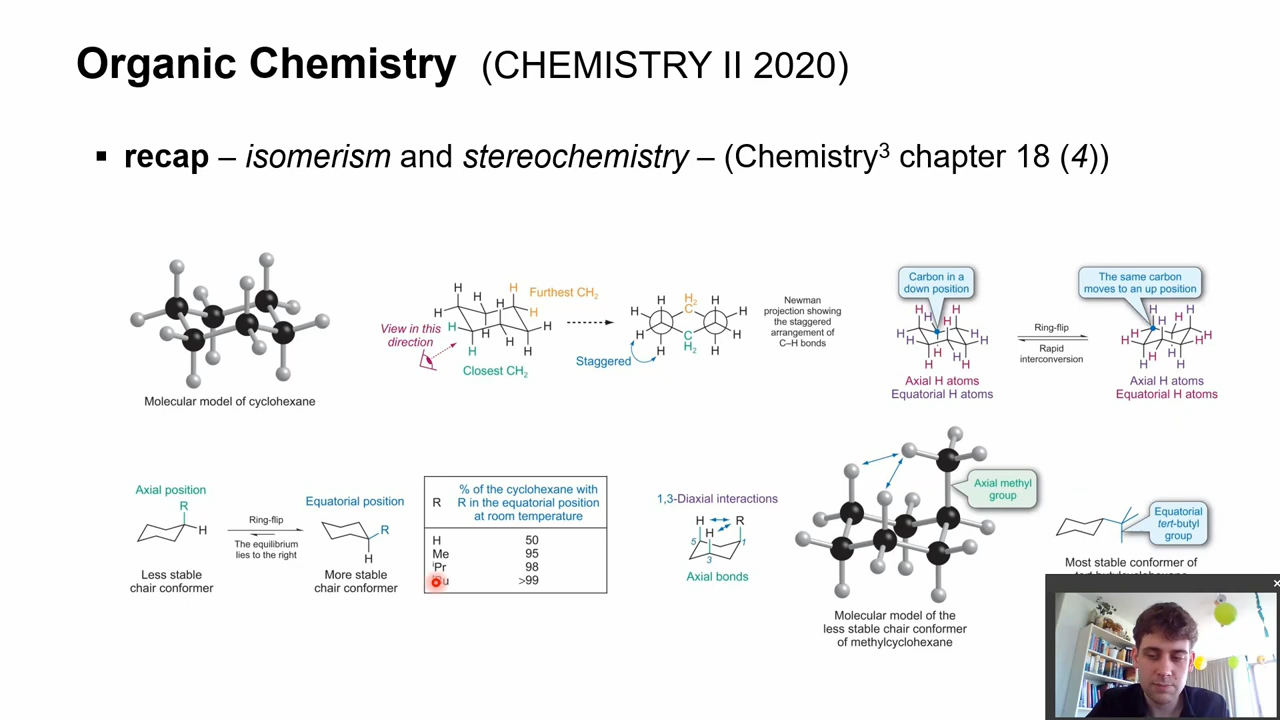 Organic Chemistry (CHEMISTRY II 2020)
▪ recap – isomerism and stereochemistry – (Chemistry³ chapter 18 (4))
Molecular model of cyclohexane
View in this
direction
H
H
H
H
H
H
H
H
H
H
Furthest CH₂
Closest CH₂
H
H₂
C
H
H
H
H
C
H₂
H
H
H
Staggered
Newman
projection showing
the staggered
arrangement of
C–H bonds
Carbon in a
down position
H
H
H
H
H
H
H
H
H
H
Axial H atoms
Equatorial H atoms
Ring-flip
Rapid
interconversion
The same carbon
moves to an up position
H
H
H
H
H
H
H
H
H
H
Axial H atoms
Equatorial H atoms
Axial position
R
H
Less stable
chair conformer
Ring-flip
The equilibrium
lies to the right
Equatorial position
R
H
More stable
chair conformer
R
% of the cyclohexane with
R in the equatorial position
at room temperature
H 50
Me 95
ⁱPr 98
u >99
1,3-Diaxial interactions
H R
H
5 1
3
Axial bonds
Axial methyl
group
Molecular model of the
less stable chair conformer
of methylcyclohexane
Equatorial
tert-butyl
group
Most stable conformer of